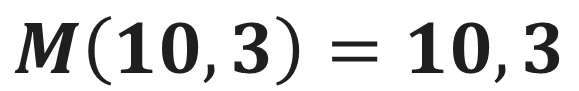 M(10,3) = 10,3